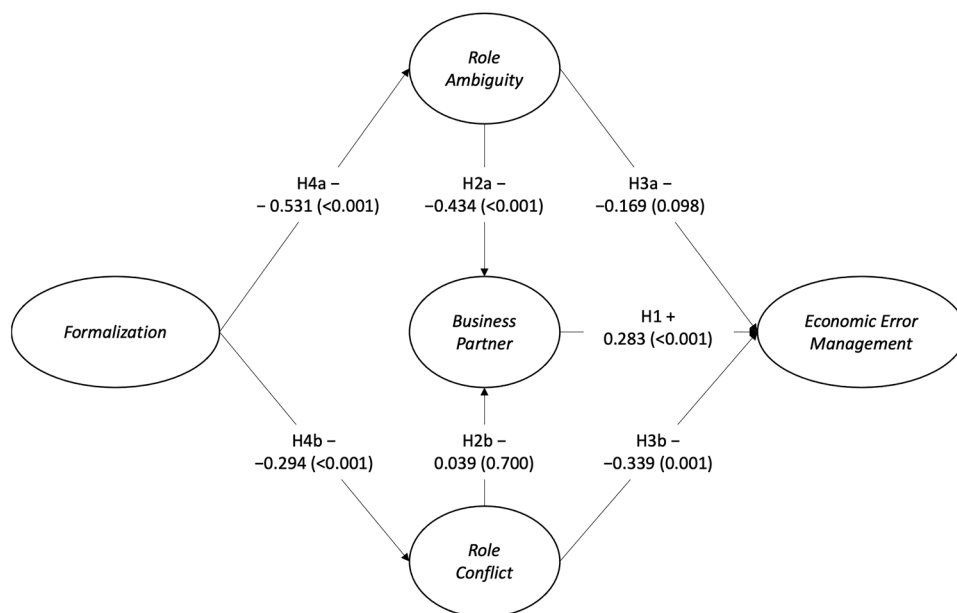 Role
Ambiguity
H4a –
– 0.531 (<0.001)
H2a -
-0.434 (<0.001)
H3a -
−0.169 (0.098)
Formalization
Business
Partner
H1 +
0.283 (<0.001)
Economic Error
Management
H4b –
−0.294 (<0.001)
H2b –
0.039 (0.700)
H3b –
−0.339 (0.001)
Role
Conflict